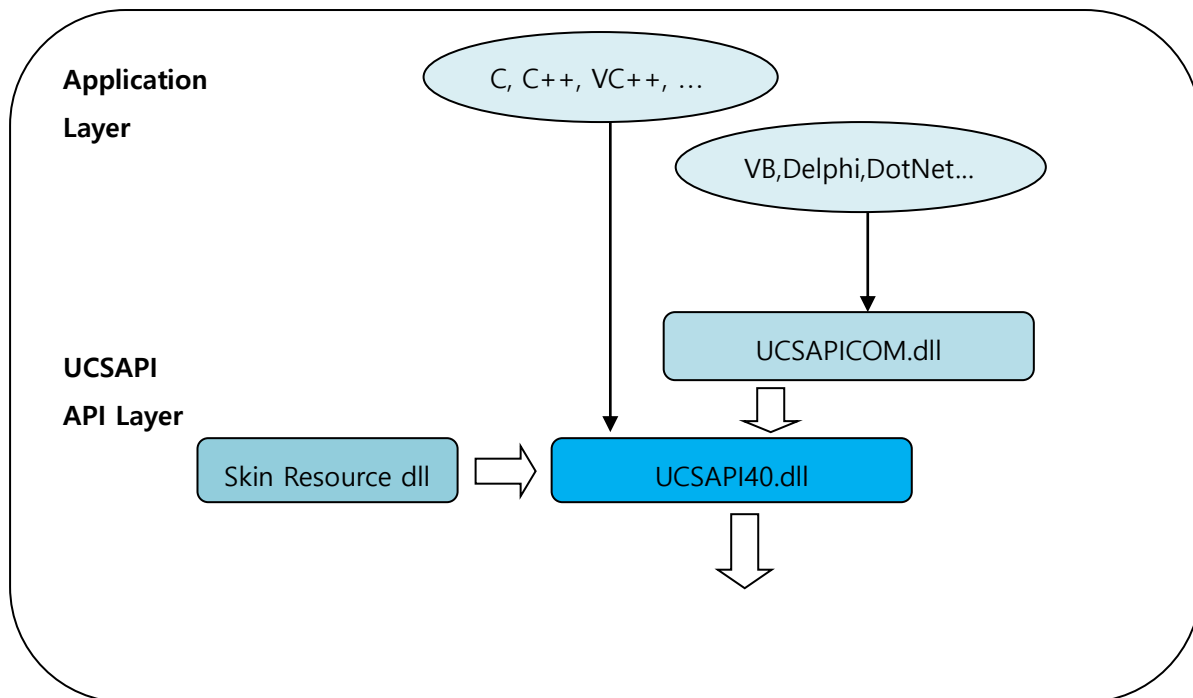 Application
Layer
C, C++, VC++, …
VB,Delphi,DotNet…
UCSAPI
API Layer
UCSAPICOM.dll
Skin Resource dll
UCSAPI40.dll